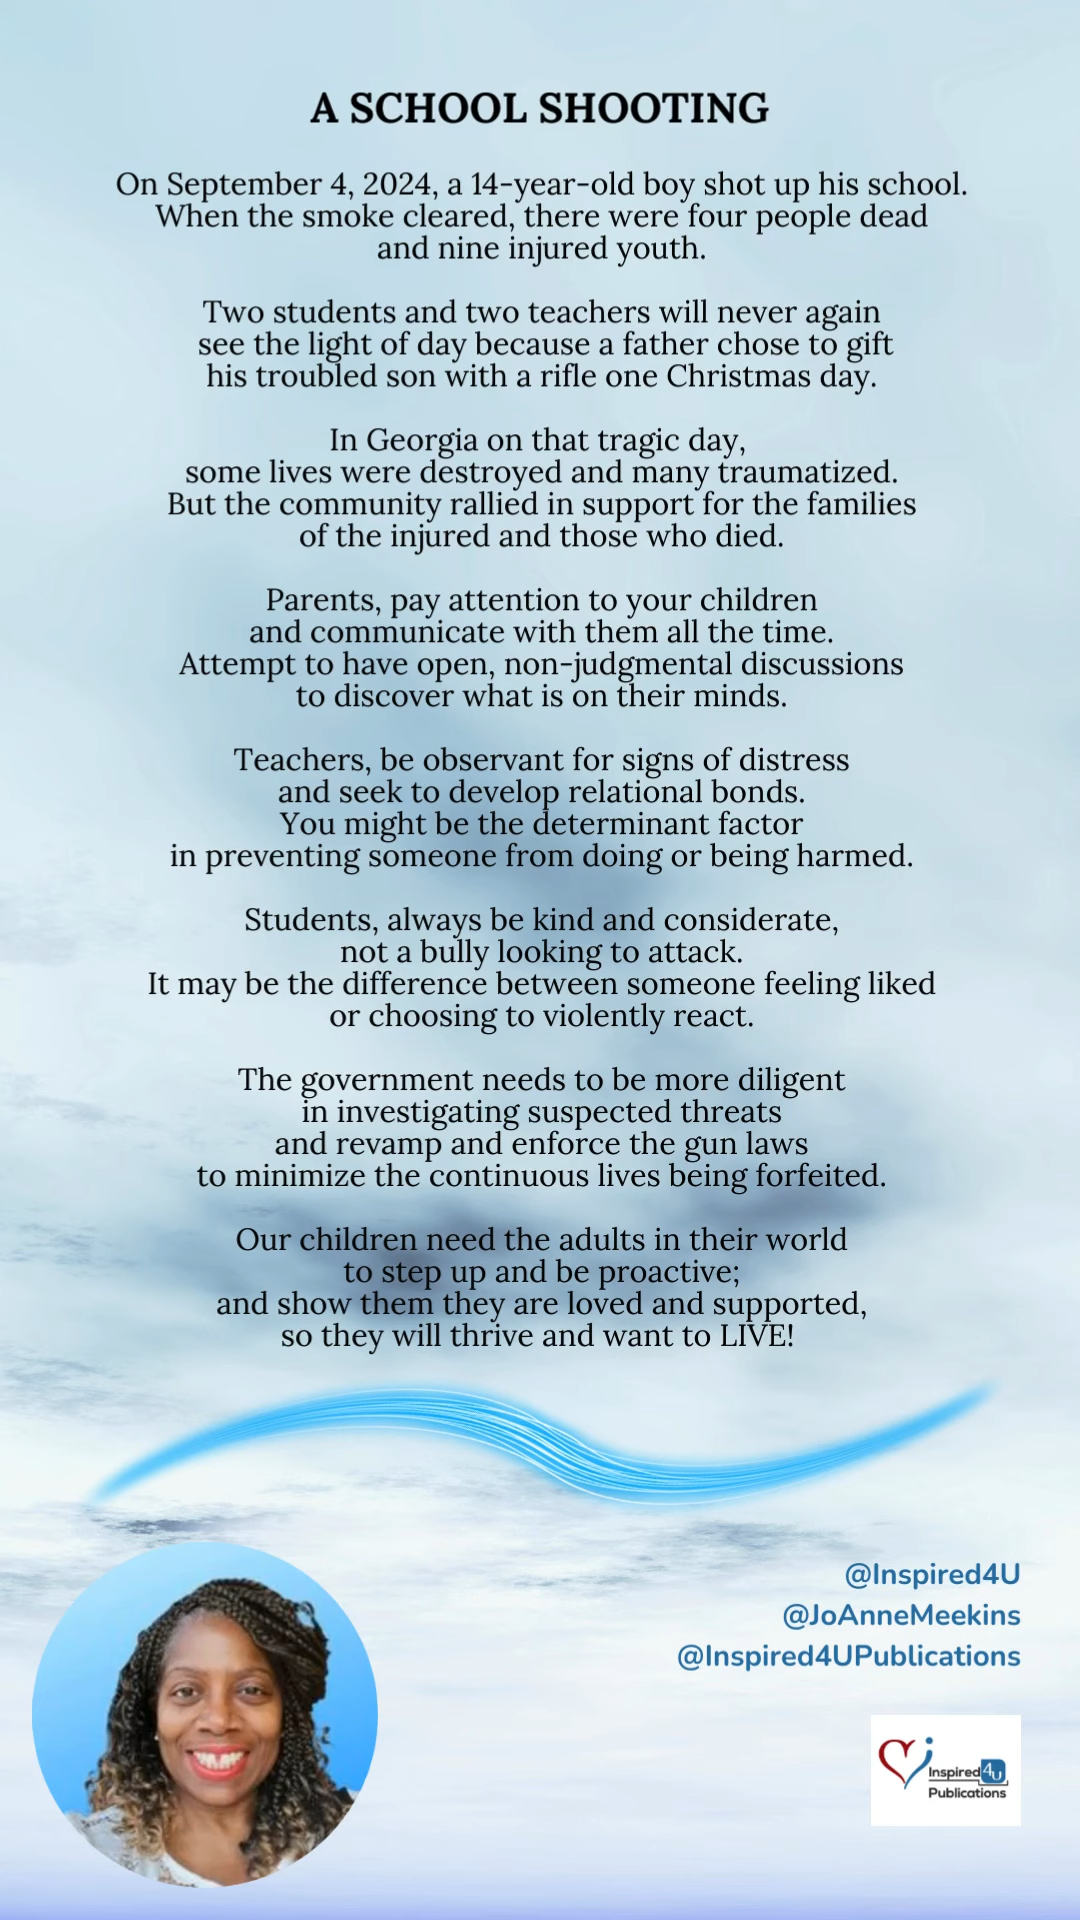 A SCHOOL SHOOTING
On September 4, 2024, a 14-year-old boy shot up his school.
When the smoke cleared, there were four people dead
and nine injured youth.
Two students and two teachers will never again
see the light of day because a father chose to gift
his troubled son with a rifle one Christmas day.
In Georgia on that tragic day,
some lives were destroyed and many traumatized.
But the community rallied in support for the families
of the injured and those who died.
Parents, pay attention to your children
and communicate with them all the time.
Attempt to have open, non-judgmental discussions
to discover what is on their minds.
Teachers, be observant for signs of distress
and seek to develop relational bonds.
You might be the determinant factor
in preventing someone from doing or being harmed.
Students, always be kind and considerate,
not a bully looking to attack.
It may be the difference between someone feeling liked
or choosing to violently react.
The government needs to be more diligent
in investigating suspected threats
and revamp and enforce the gun laws
to minimize the continuous lives being forfeited.
Our children need the adults in their world
to step up and be proactive;
and show them they are loved and supported,
so they will thrive and want to LIVE!
@Inspired4U
@JoAnneMeekins
@Inspired4UPublications
Inspired4U
Publications